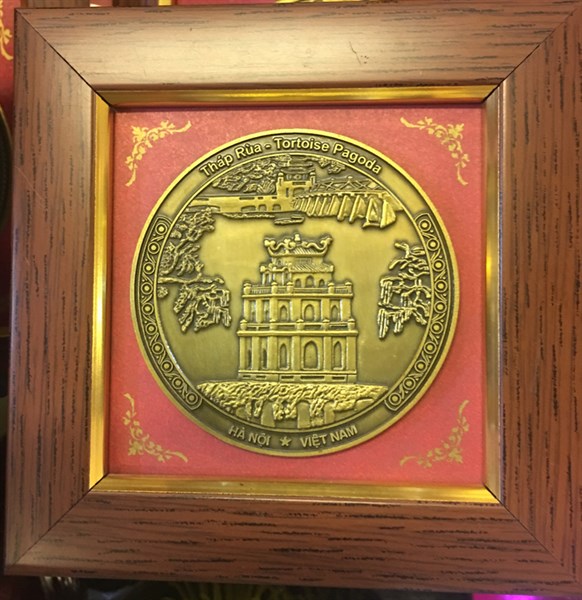 Tháp Rùa - Tortoise Pagoda
HÀ NỘI ★ VIỆT NAM